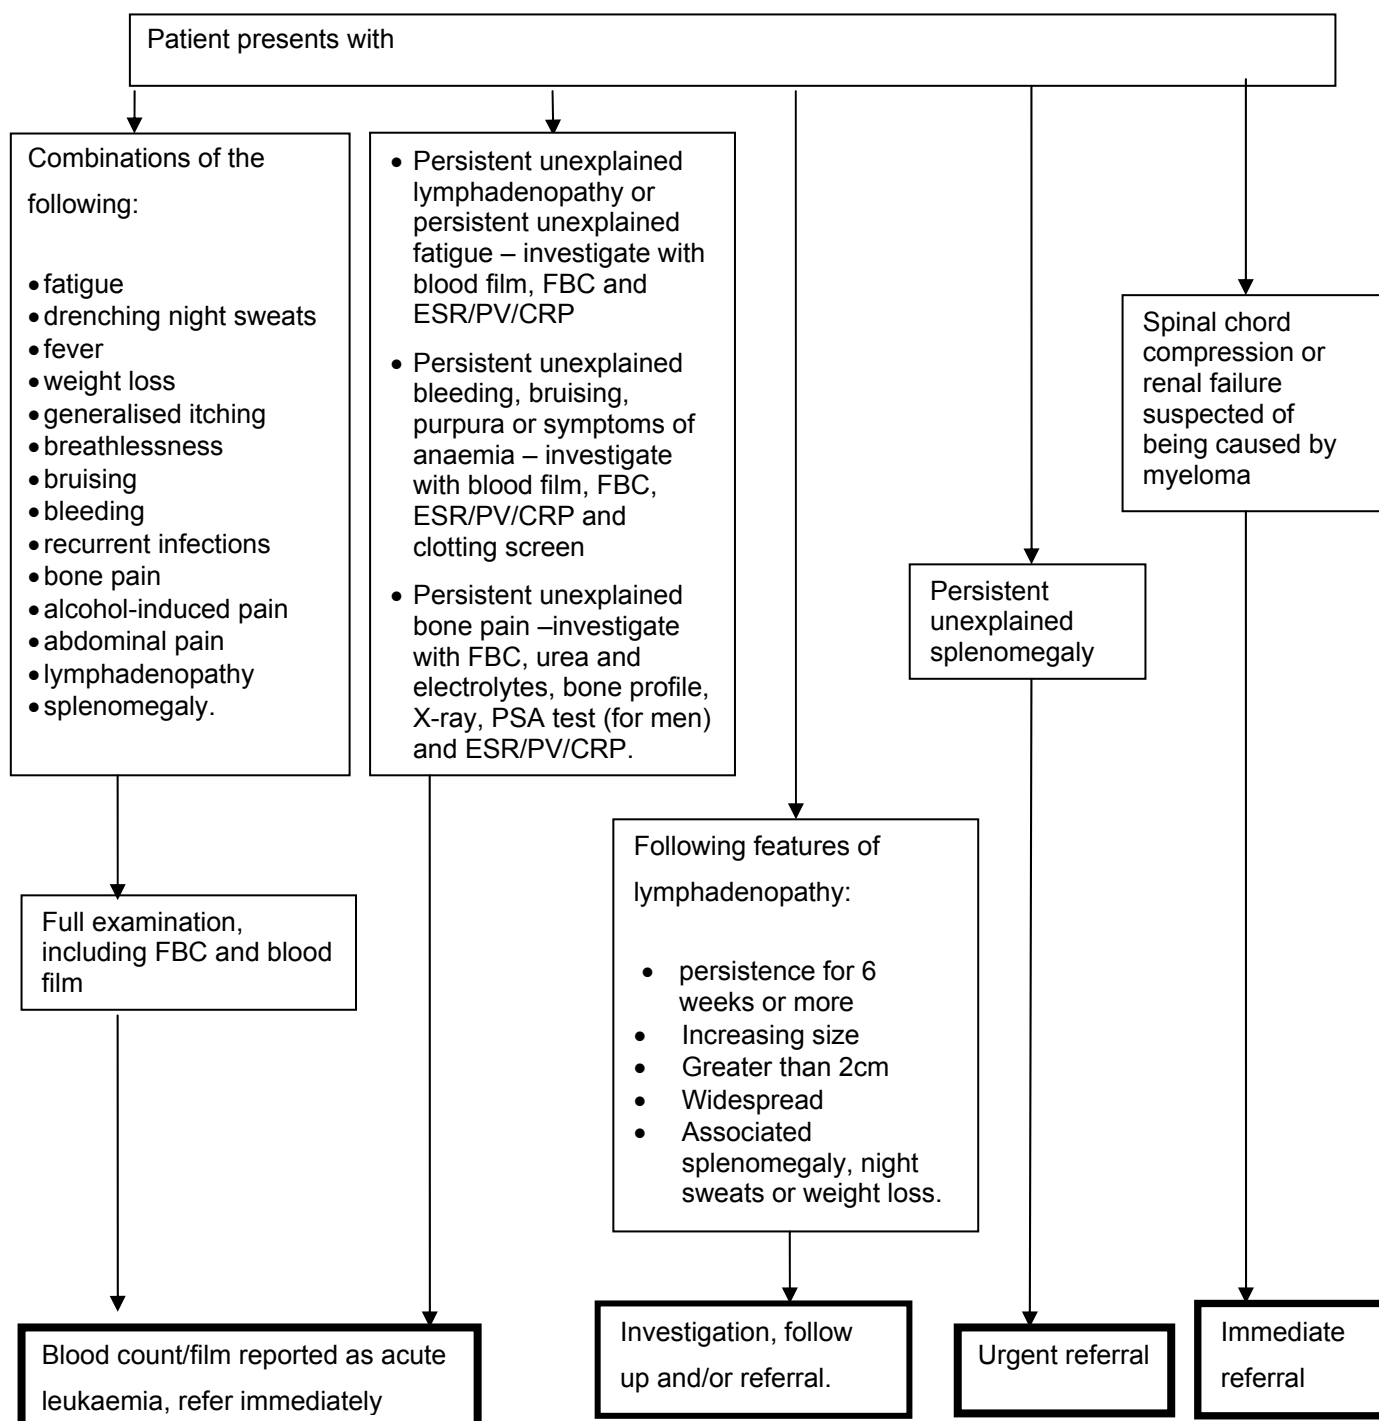 Patient presents with
Combinations of the
following:
• fatigue
• drenching night sweats
• fever
• weight loss
• generalised itching
• breathlessness
• bruising
• bleeding
• recurrent infections
• bone pain
• alcohol-induced pain
• abdominal pain
• lymphadenopathy
• splenomegaly.
• Persistent unexplained
lymphadenopathy or
persistent unexplained
fatigue – investigate with
blood film, FBC and
ESR/PV/CRP
• Persistent unexplained
bleeding, bruising,
purpura or symptoms of
anaemia – investigate
with blood film, FBC,
ESR/PV/CRP and
clotting screen
• Persistent unexplained
bone pain –investigate
with FBC, urea and
electrolytes, bone profile,
X-ray, PSA test (for men)
and ESR/PV/CRP.
Spinal chord
compression or
renal failure
suspected of
being caused by
myeloma
Persistent
unexplained
splenomegaly
Following features of
lymphadenopathy:
• persistence for 6
weeks or more
• Increasing size
• Greater than 2cm
• Widespread
• Associated
splenomegaly, night
sweats or weight loss.
Full examination,
including FBC and blood
film
Blood count/film reported as acute
leukaemia, refer immediately
Investigation, follow
up and/or referral.
Urgent referral
Immediate
referral